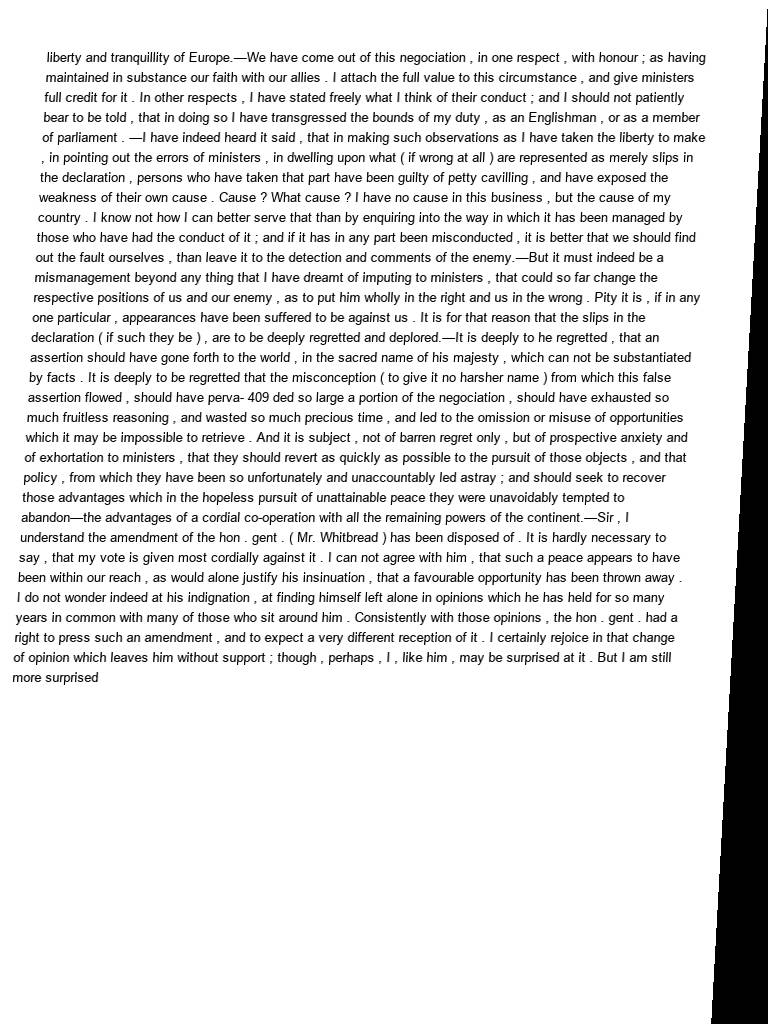 liberty and tranquillity of Europe.—We have come out of this negociation , in one respect , with honour ; as having
maintained in substance our faith with our allies . I attach the full value to this circumstance , and give ministers
full credit for it . In other respects , I have stated freely what I think of their conduct ; and I should not patiently
bear to be told , that in doing so I have transgressed the bounds of my duty , as an Englishman , or as a member
of parliament . —I have indeed heard it said , that in making such observations as I have taken the liberty to make
, in pointing out the errors of ministers , in dwelling upon what ( if wrong at all ) are represented as merely slips in
the declaration , persons who have taken that part have been guilty of petty cavilling , and have exposed the
weakness of their own cause . Cause ? What cause ? I have no cause in this business , but the cause of my
country . I know not how I can better serve that than by enquiring into the way in which it has been managed by
those who have had the conduct of it ; and if it has in any part been misconducted , it is better that we should find
out the fault ourselves , than leave it to the detection and comments of the enemy.—But it must indeed be a
mismanagement beyond any thing that I have dreamt of imputing to ministers , that could so far change the
respective positions of us and our enemy , as to put him wholly in the right and us in the wrong . Pity it is , if in any
one particular , appearances have been suffered to be against us . It is for that reason that the slips in the
declaration ( if such they be ) , are to be deeply regretted and deplored.—It is deeply to he regretted , that an
assertion should have gone forth to the world , in the sacred name of his majesty , which can not be substantiated
by facts . It is deeply to be regretted that the misconception ( to give it no harsher name ) from which this false
assertion flowed , should have perva- 409 ded so large a portion of the negociation , should have exhausted so
much fruitless reasoning , and wasted so much precious time , and led to the omission or misuse of opportunities
which it may be impossible to retrieve . And it is subject , not of barren regret only , but of prospective anxiety and
of exhortation to ministers , that they should revert as quickly as possible to the pursuit of those objects , and that
policy , from which they have been so unfortunately and unaccountably led astray ; and should seek to recover
those advantages which in the hopeless pursuit of unattainable peace they were unavoidably tempted to
abandon—the advantages of a cordial co-operation with all the remaining powers of the continent.—Sir , I
understand the amendment of the hon . gent . ( Mr. Whitbread ) has been disposed of . It is hardly necessary to
say , that my vote is given most cordially against it . I can not agree with him , that such a peace appears to have
been within our reach , as would alone justify his insinuation , that a favourable opportunity has been thrown away .
I do not wonder indeed at his indignation , at finding himself left alone in opinions which he has held for so many
years in common with many of those who sit around him . Consistently with those opinions , the hon . gent . had a
right to press such an amendment , and to expect a very different reception of it . I certainly rejoice in that change
of opinion which leaves him without support ; though , perhaps , I , like him , may be surprised at it . But I am still
more surprised